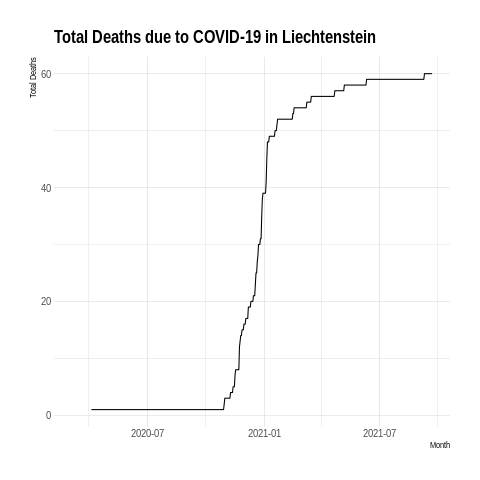 Total Deaths due to COVID-19 in Liechtenstein
Total Deaths
60
40
20
0
2020-07 2021-01 2021-07
Month